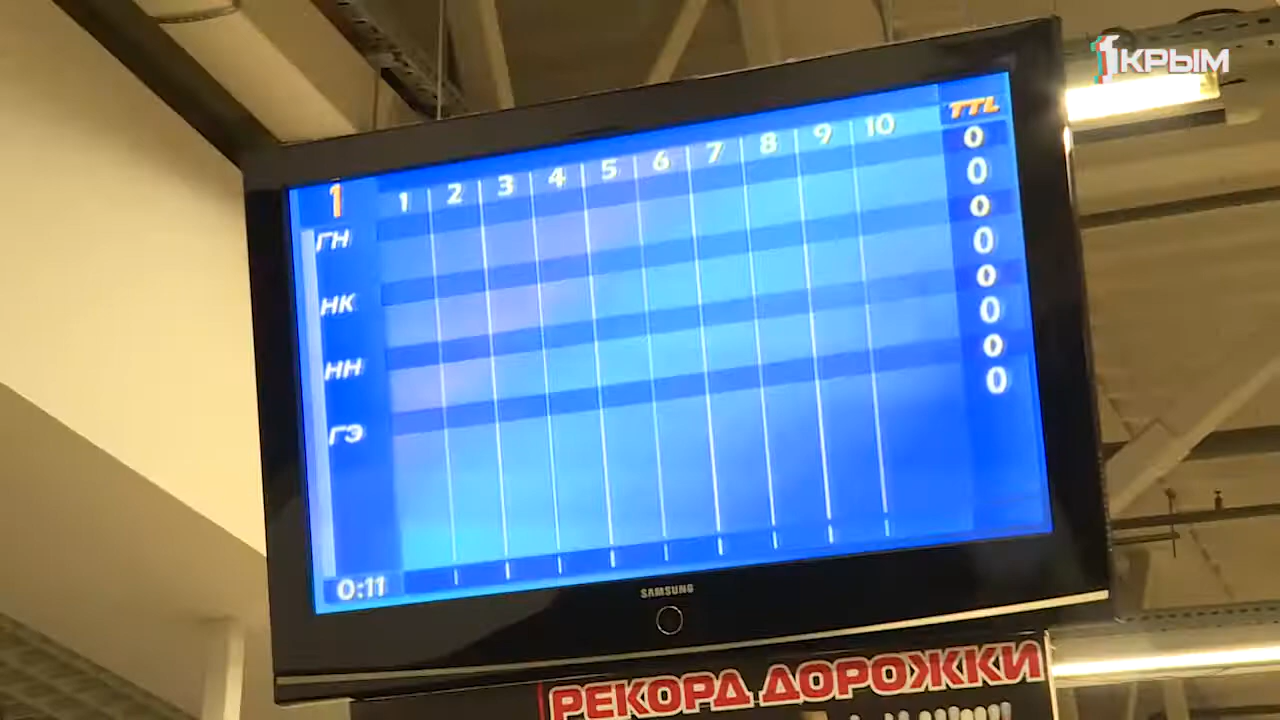 1КРЫМ
1 1 2 3 4 5 6 7 8 9 10 TTL
0
0
ГН 0
0
НК 0
0
НН 0
0
ГЭ
0:11
SAMSUNG
РЕКОРД ДОРОЖКИ